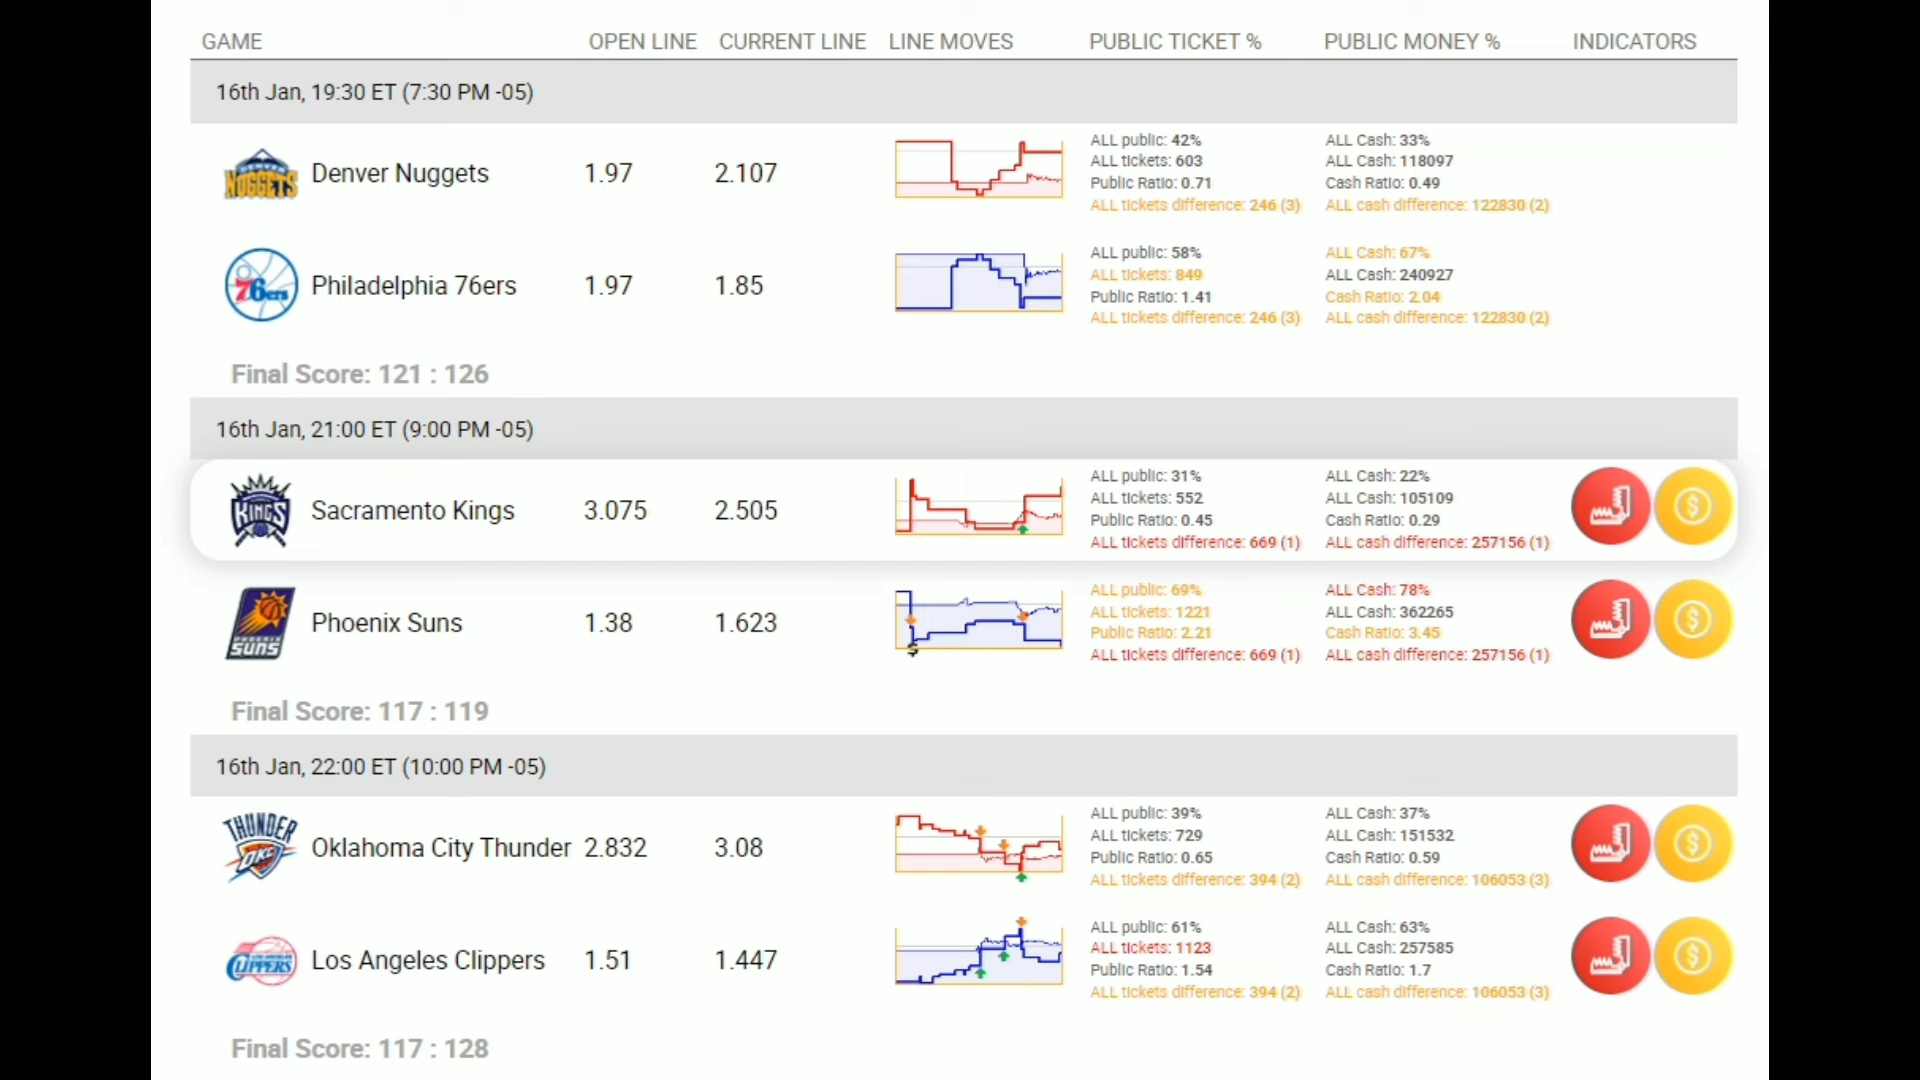 GAME OPEN LINE CURRENT LINE LINE MOVES PUBLIC TICKET % PUBLIC MONEY % INDICATORS
16th Jan, 19:30 ET (7:30 PM -05)
NUGGETS
Denver Nuggets 1.97 2.107
ALL public: 42%
ALL tickets: 603
Public Ratio: 0.71
ALL tickets difference: 246 (3)
ALL Cash: 33%
ALL Cash: 118097
Cash Ratio: 0.49
ALL cash difference: 122830 (2)
76ers
Philadelphia 76ers 1.97 1.85
ALL public: 58%
ALL tickets: 849
Public Ratio: 1.41
ALL tickets difference: 246 (3)
ALL Cash: 67%
ALL Cash: 240927
Cash Ratio: 2.04
ALL cash difference: 122830 (2)
Final Score: 121 : 126
16th Jan, 21:00 ET (9:00 PM -05)
KINGS
Sacramento Kings 3.075 2.505
ALL public: 31%
ALL tickets: 552
Public Ratio: 0.45
ALL tickets difference: 669 (1)
ALL Cash: 22%
ALL Cash: 105109
Cash Ratio: 0.29
ALL cash difference: 257156 (1)
$
PHOENIX
SUNS
Phoenix Suns 1.38 1.623
$
ALL public: 69%
ALL tickets: 1221
Public Ratio: 2.21
ALL tickets difference: 669 (1)
ALL Cash: 78%
ALL Cash: 362265
Cash Ratio: 3.45
ALL cash difference: 257156 (1)
$
Final Score: 117 : 119
16th Jan, 22:00 ET (10:00 PM -05)
THUNDER
OKC
Oklahoma City Thunder 2.832 3.08
ALL public: 39%
ALL tickets: 729
Public Ratio: 0.65
ALL tickets difference: 394 (2)
ALL Cash: 37%
ALL Cash: 151532
Cash Ratio: 0.59
ALL cash difference: 106053 (3)
$
CLIPPERS
Los Angeles Clippers 1.51 1.447
ALL public: 61%
ALL tickets: 1123
Public Ratio: 1.54
ALL tickets difference: 394 (2)
ALL Cash: 63%
ALL Cash: 257585
Cash Ratio: 1.7
ALL cash difference: 106053 (3)
$
Final Score: 117 : 128